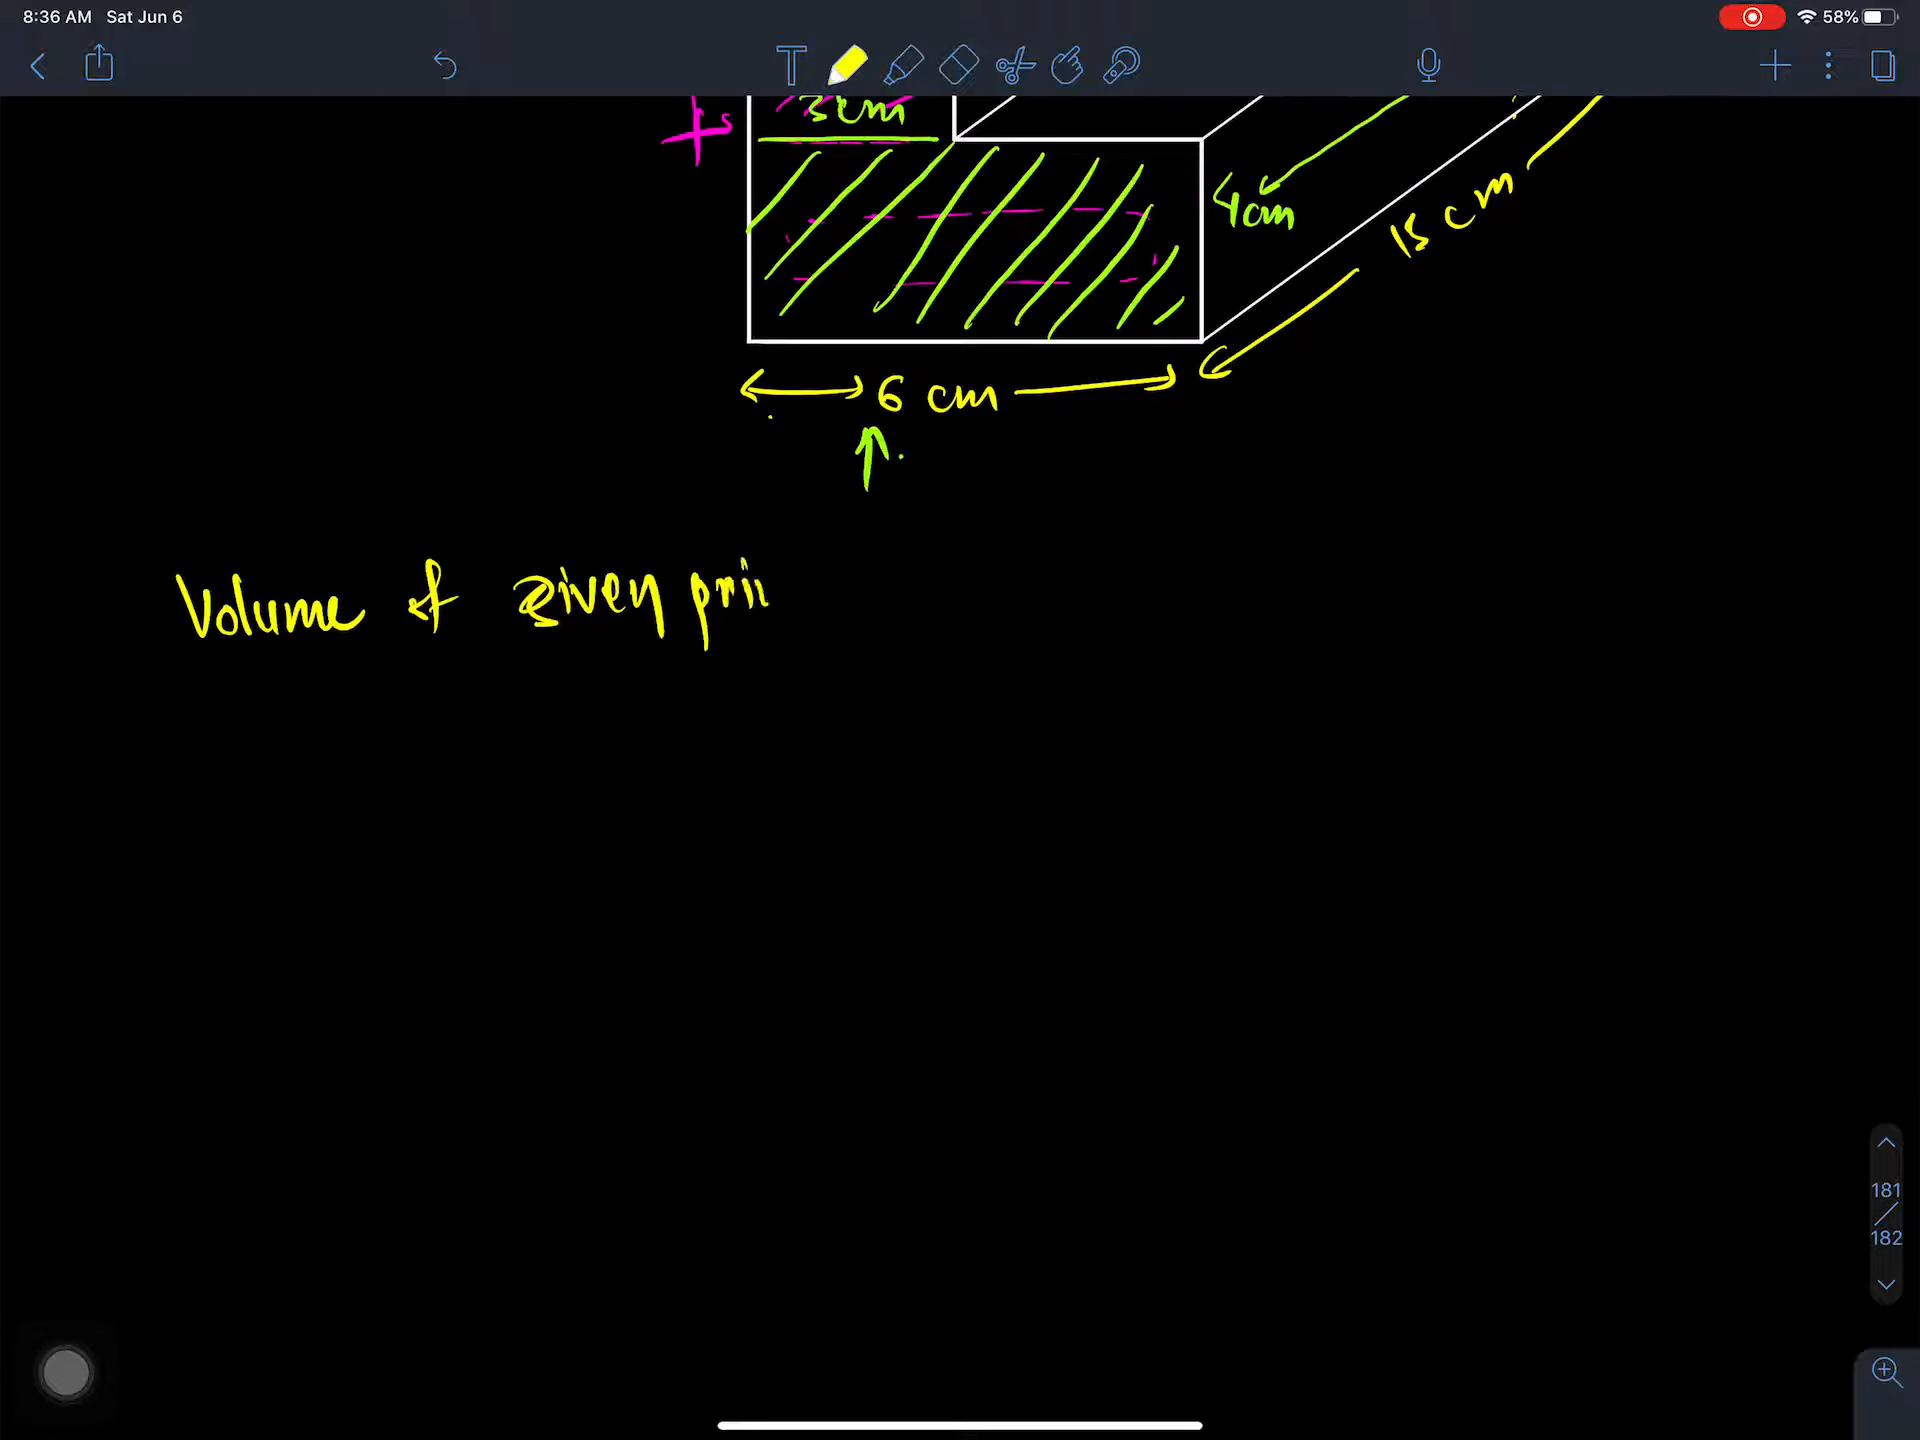 8:36 AM Sat Jun 6
58%
T
3cm
4cm
15 cm
6 cm
Volume of given pri
181
182